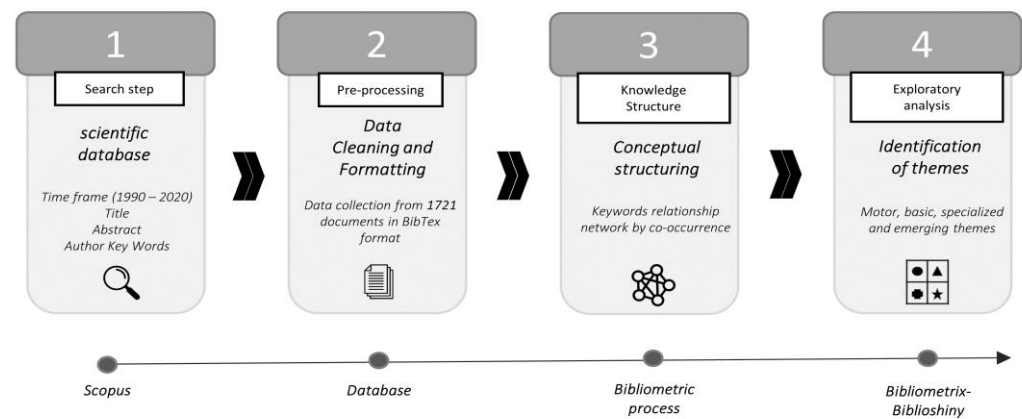 1
Search step
scientific
database
Time frame (1990 – 2020)
Title
Abstract
Author Key Words
2
Pre-processing
Data
Cleaning and
Formatting
Data collection from 1721
documents in BibTex
format
3
Knowledge
Structure
Conceptual
structuring
Keywords relationship
network by co-occurrence
4
Exploratory
analysis
Identification
of themes
Motor, basic, specialized
and emerging themes
Scopus
Database
Bibliometric
process
Bibliometrix-
Biblioshiny